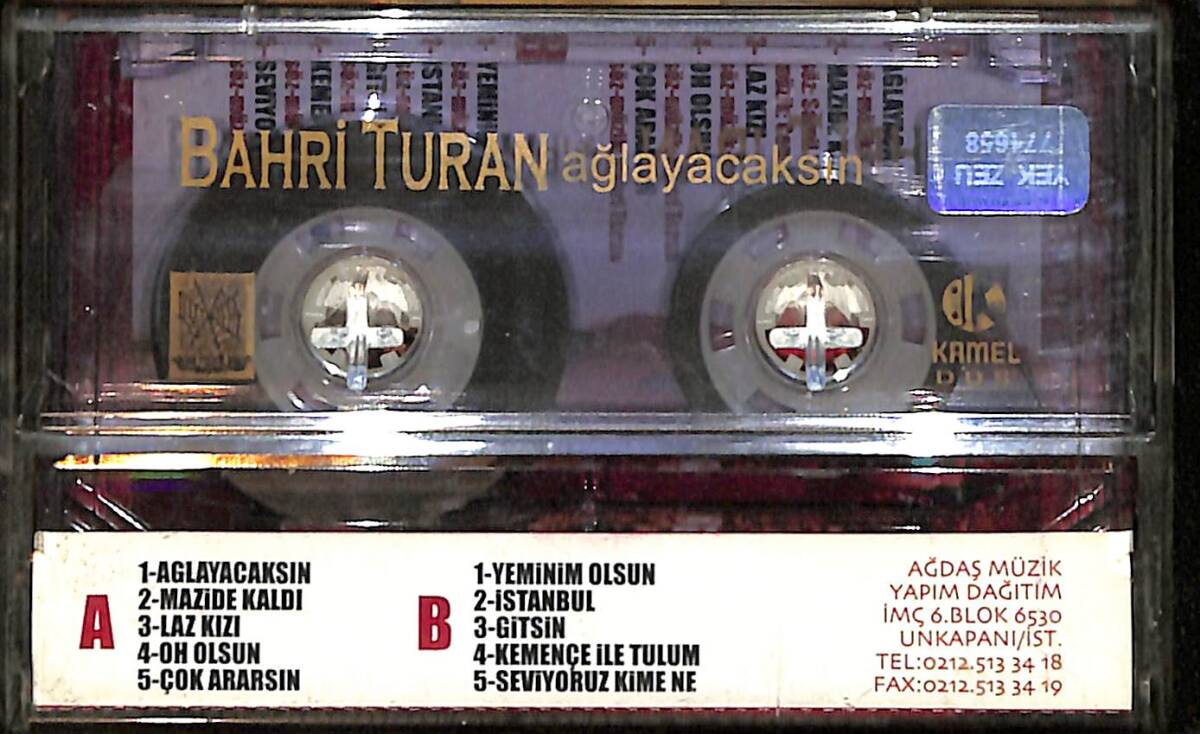 BAHRİ TURAN ağlayacaksın
774658
KAMEL
A
1-AGLAYACAKSIN
2-MAZİDE KALDI
3-LAZ KIZI
4-OH OLSUN
5-ÇOK ARARSIN
B
1-YEMİNİM OLSUN
2-İSTANBUL
3-GİTSİN
4-KEMENÇE İLE TULUM
5-SEVİYORUZ KİME NE
AĞDAŞ MÜZİK
YAPIM DAĞITIM
İMÇ 6.BLOK 6530
UNKAPANI/İST.
TEL:0212.513 34 18
FAX:0212.513 34 19